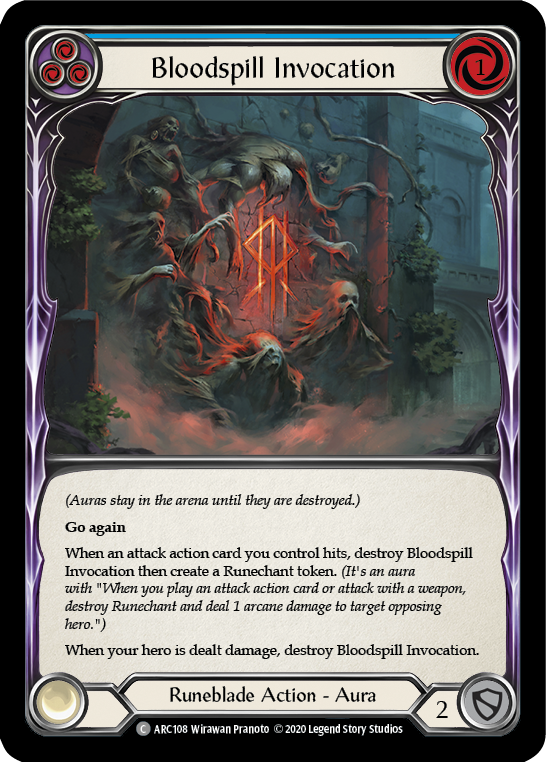 Bloodspill Invocation
1
(Auras stay in the arena until they are destroyed.)
Go again
When an attack action card you control hits, destroy Bloodspill
Invocation then create a Runechant token. (It's an aura
with "When you play an attack action card or attack with a weapon,
destroy Runechant and deal 1 arcane damage to target opposing
hero.")
When your hero is dealt damage, destroy Bloodspill Invocation.
Runeblade Action - Aura
2
C ARC108 Wirawan Pranoto © 2020 Legend Story Studios